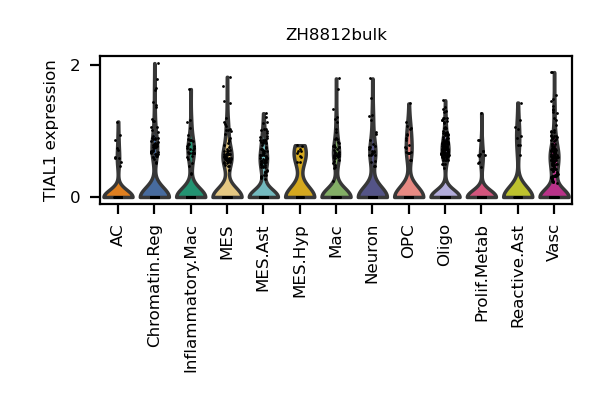 ZH8812bulk
TIAL1 expression
2
0
AC
Chromatin.Reg
Inflammatory.Mac
MES
MES.Ast
MES.Hyp
Mac
Neuron
OPC
Oligo
Prolif.Metab
Reactive.Ast
Vasc